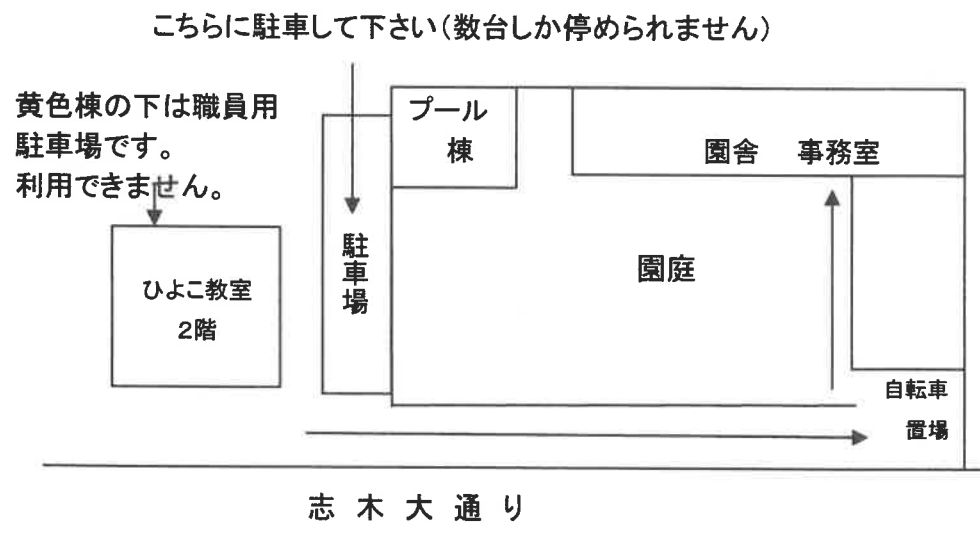 こちらに駐車して下さい(数台しか停められません)
黄色棟の下は職員用
駐車場です。
利用できません。
プール
棟
園舎　事務室
駐車場
園庭
ひよこ教室
2階
自転車
置場
志木大通り